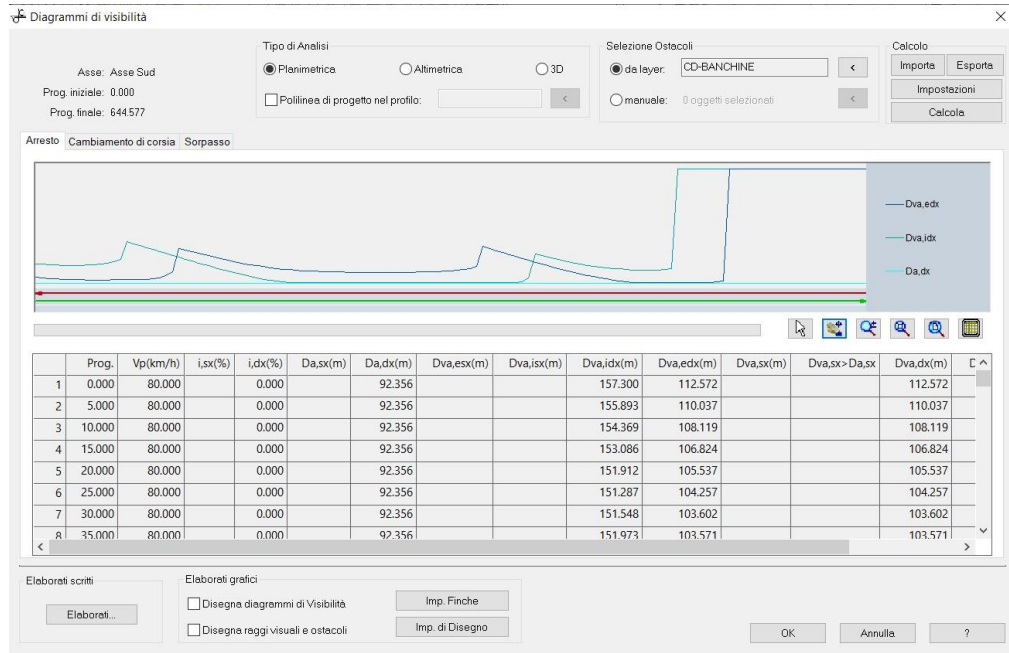 Diagrammi di visibilità
Asse: Asse Sud
Prog. iniziale: 0.000
Prog. finale: 644.577
Tipo di Analisi
Planimetrica Altimetrica 3D
Polilinea di progetto nel profilo: <
Selezione Ostacoli
da layer: CD-BANCHINE <
manuale: 0 oggetti selezionati <
Calcolo
Importa Esporta
Impostazioni
Calcola
Arresto Cambiamento di corsia Sorpasso
Dva,edx
Dva,idx
Da,dx
Prog. Vp(km/h) i,sx(%) i,dx(%) Da,sx(m) Da,dx(m) Dva,esx(m) Dva,isx(m) Dva,idx(m) Dva,edx(m) Dva,sx(m) Dva,sx>Da,sx Dva,dx(m)
1 0.000 80.000 0.000 92.356 157.300 112.572 112.572
2 5.000 80.000 0.000 92.356 155.893 110.037 110.037
3 10.000 80.000 0.000 92.356 154.369 108.119 108.119
4 15.000 80.000 0.000 92.356 153.086 106.824 106.824
5 20.000 80.000 0.000 92.356 151.912 105.537 105.537
6 25.000 80.000 0.000 92.356 151.287 104.257 104.257
7 30.000 80.000 0.000 92.356 151.548 103.602 103.602
8 35.000 80.000 0.000 92.356 151.973 103.571 103.571
Elaborati scritti
Elaborati...
Elaborati grafici
Disegna diagrammi di Visibilità Imp. Finche
Disegna raggi visuali e ostacoli Imp. di Disegno
OK Annulla ?